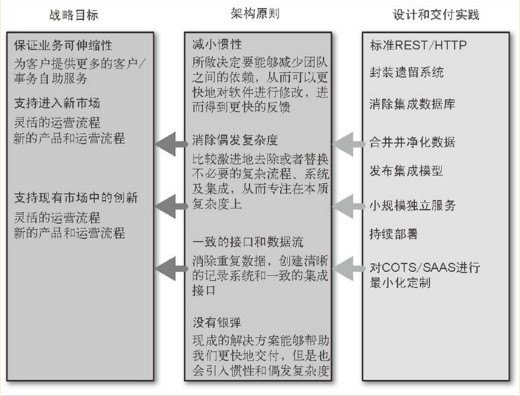 战略目标
保证业务可伸缩性
为客户提供更多的客户/
事务自助服务
支持进入新市场
灵活的运营流程
新的产品和运营流程
支持现有市场中的创新
灵活的运营流程
新的产品和运营流程
架构原则
减小惯性
所做决定要能够减少团队
之间的依赖，从而可以更
快地对软件进行修改，进
而得到更快的反馈
消除偶发复杂度
比较激进地去除或者替换
不必要的复杂流程、系统
及集成，从而专注在本质
复杂度上
一致的接口和数据流
消除重复数据，创建清晰
的记录系统和一致的集成
接口
没有银弹
现成的解决方案能够帮助
我们更快地交付，但是也
会引入惯性和偶发复杂度
设计和交付实践
标准REST/HTTP
封装遗留系统
消除集成数据库
合并并净化数据
发布集成模型
小规模独立服务
持续部署
对COTS/SAAS进行
最小化定制